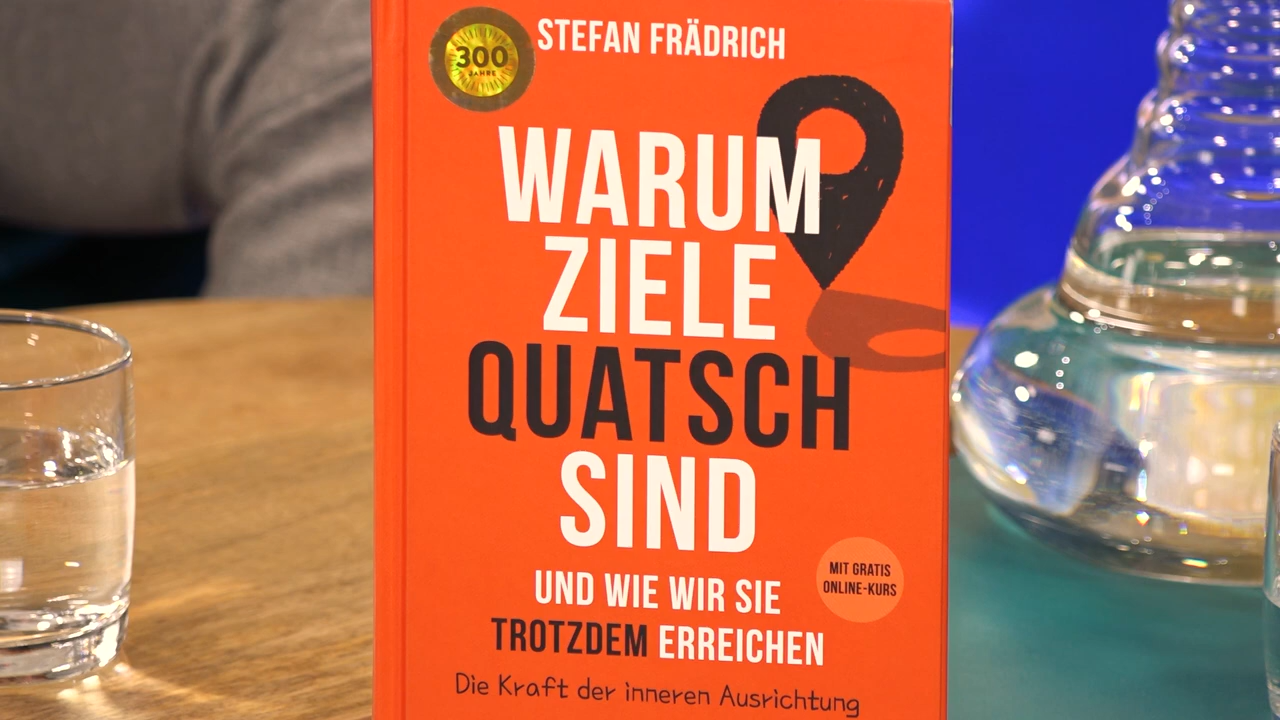 300
JAHRE
STEFAN FRÄDRICH
WARUM
ZIELE
QUATSCH
SIND
UND WIE WIR SIE
TROTZDEM ERREICHEN
MIT GRATIS
ONLINE-KURS
Die Kraft der inneren Ausrichtung